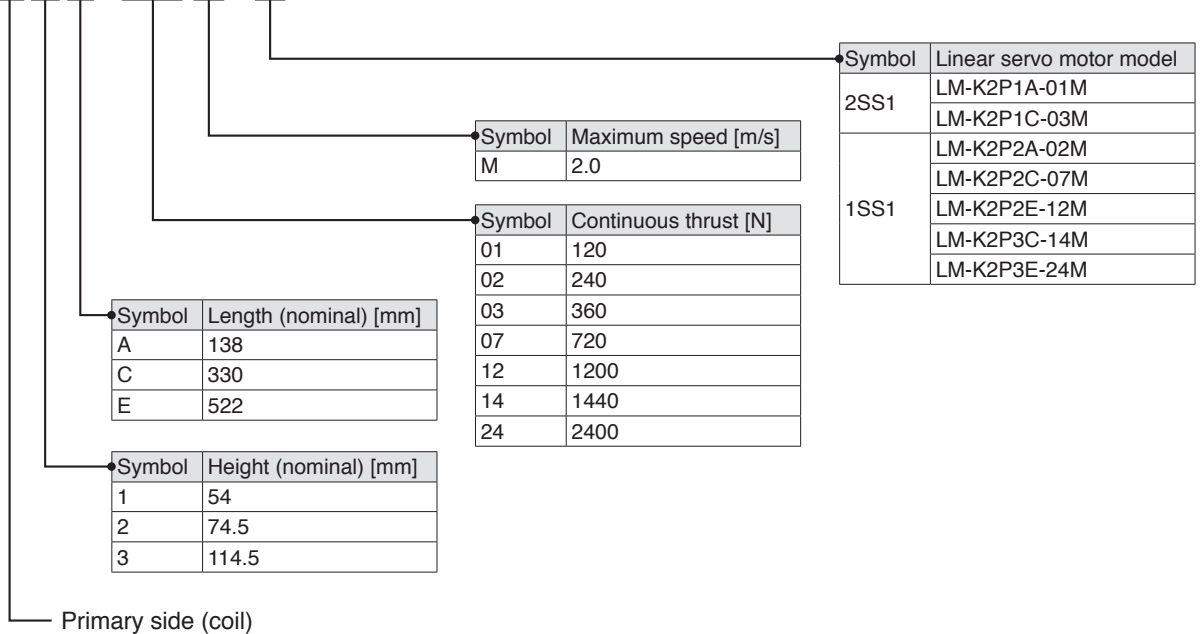 Symbol Linear servo motor model
2SS1 LM-K2P1A-01M
LM-K2P1C-03M
1SS1 LM-K2P2A-02M
LM-K2P2C-07M
LM-K2P2E-12M
LM-K2P3C-14M
LM-K2P3E-24M
Symbol Maximum speed [m/s]
M 2.0
Symbol Continuous thrust [N]
01 120
02 240
03 360
07 720
12 1200
14 1440
24 2400
Symbol Length (nominal) [mm]
A 138
C 330
E 522
Symbol Height (nominal) [mm]
1 54
2 74.5
3 114.5
Primary side (coil)